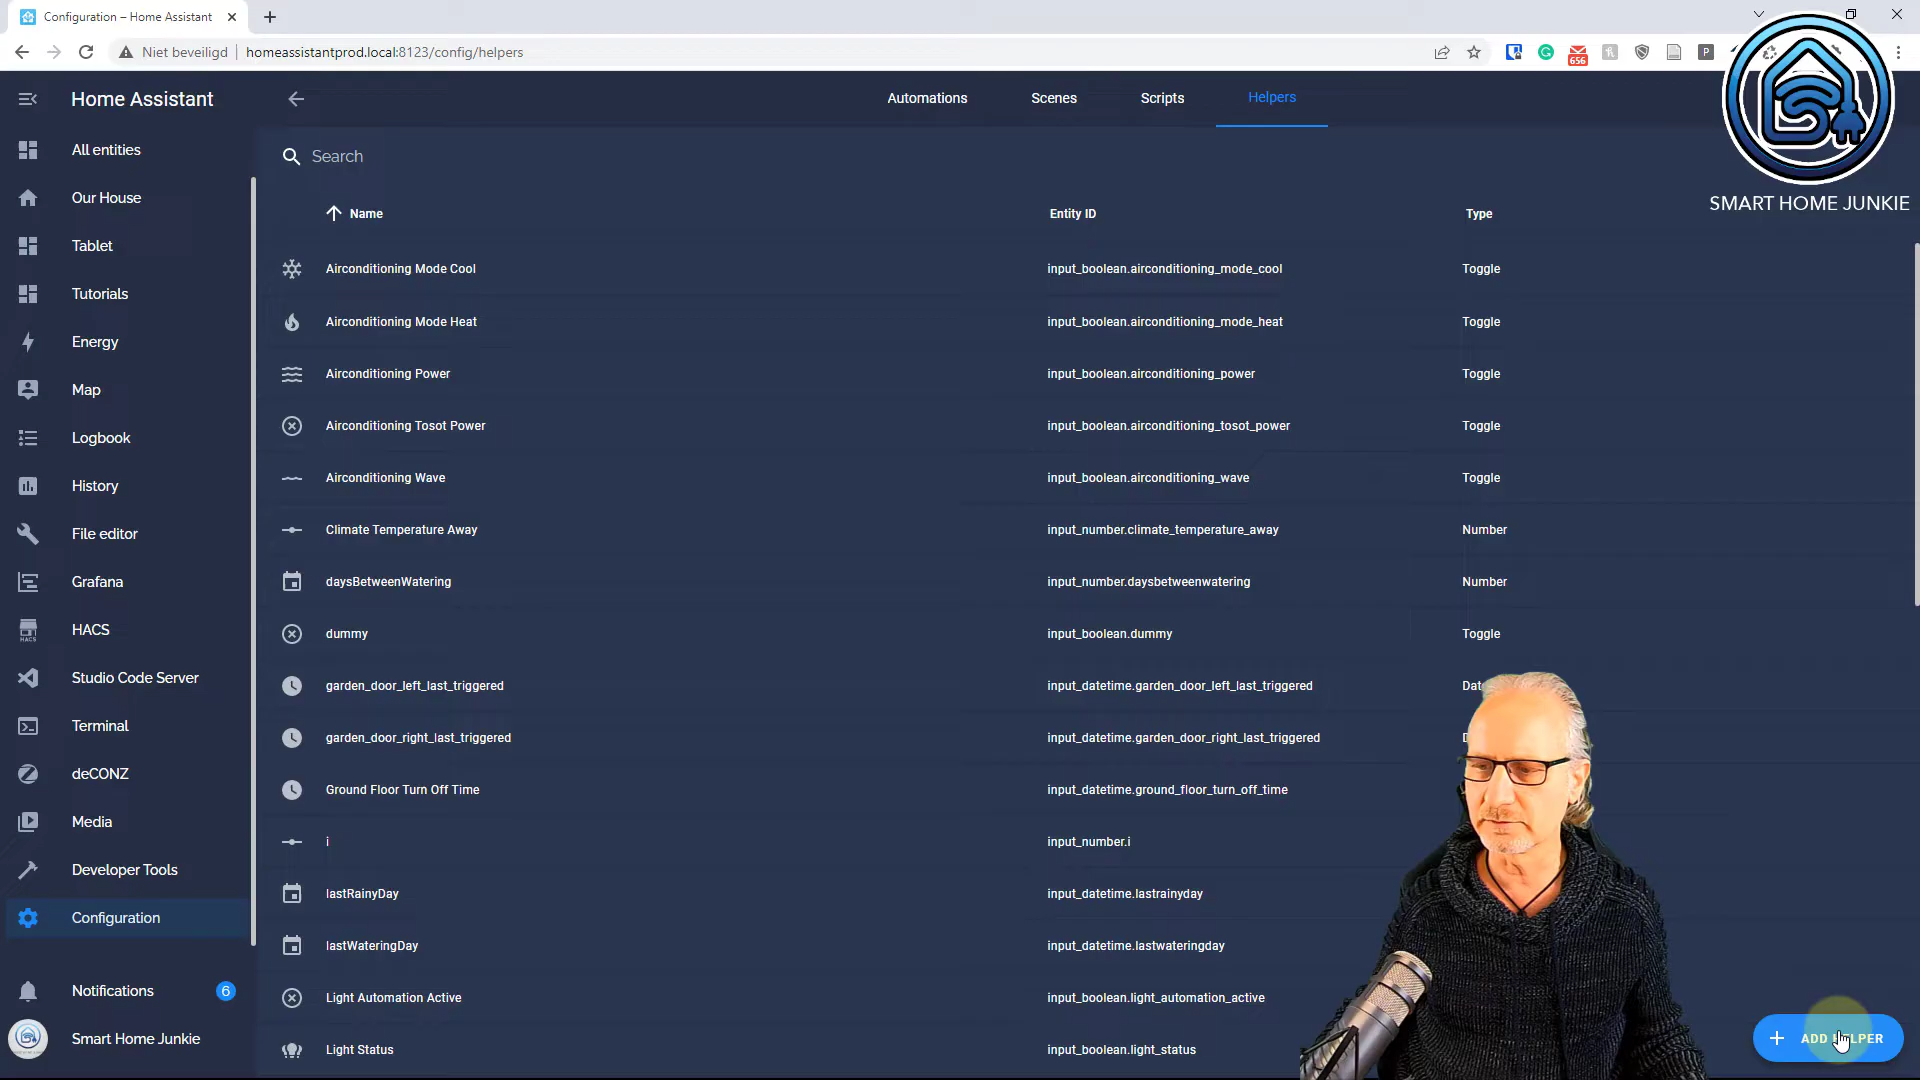 Configuration – Home Assistant
Niet beveiligd
homeassistantprod.local:8123/config/helpers
656
P
Home Assistant
Automations
Scenes
Scripts
Helpers
SMART HOME JUNKIE
All entities
Our House
Tablet
Tutorials
Energy
Map
Logbook
History
File editor
Grafana
HACS
HACS
Studio Code Server
Terminal
deCONZ
Media
Developer Tools
Configuration
Notifications 6
Smart Home Junkie
Search
Name Entity ID Type
Airconditioning Mode Cool input_boolean.airconditioning_mode_cool Toggle
Airconditioning Mode Heat input_boolean.airconditioning_mode_heat Toggle
Airconditioning Power input_boolean.airconditioning_power Toggle
Airconditioning Tosot Power input_boolean.airconditioning_tosot_power Toggle
Airconditioning Wave input_boolean.airconditioning_wave Toggle
Climate Temperature Away input_number.climate_temperature_away Number
daysBetweenWatering input_number.daysbetweenwatering Number
dummy input_boolean.dummy Toggle
garden_door_left_last_triggered input_datetime.garden_door_left_last_triggered
garden_door_right_last_triggered input_datetime.garden_door_right_last_triggered
Ground Floor Turn Off Time input_datetime.ground_floor_turn_off_time
i input_number.i
lastRainyDay input_datetime.lastrainyday
lastWateringDay input_datetime.lastwateringday
Light Automation Active input_boolean.light_automation_active
Light Status input_boolean.light_status
ADD HELPER